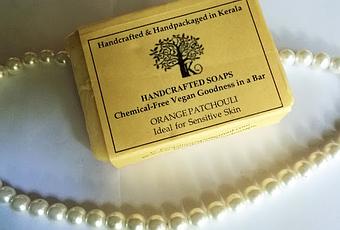 Handcrafted & Handpackaged in Kerala
HANDCRAFTED SOAPS
Chemical-Free Vegan Goodness in a Bar
ORANGE PATCHOULI
Ideal for Sensitive Skin